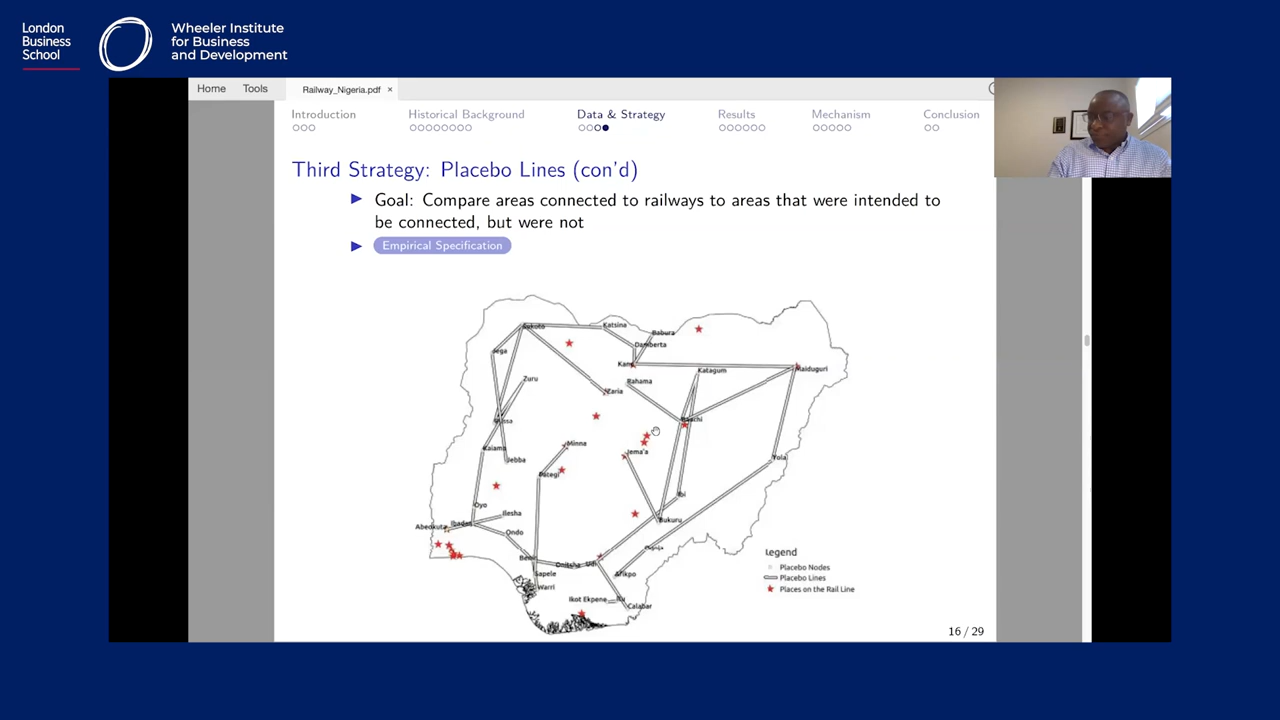 London
Business
School
Wheeler Institute
for Business
and Development
Home Tools Railway_Nigeria.pdf ×
Introduction Historical Background Data & Strategy Results Mechanism Conclusion
Third Strategy: Placebo Lines (con'd)
Goal: Compare areas connected to railways to areas that were intended to
be connected, but were not
Empirical Specification
Sokoto
Katsina
Babura
Damberta
Jega
Kano
Katagum
Maiduguri
Zuru
Rahama
Zaria
Bauchi
Minna
Kaiama
Jema'a
Jebba
Yola
Pategi
Ibi
Oyo
Ilesha
Bukuru
Abeokuta
Ibadan
Ondo
Ogoja
Benin
Onitsha
Udi
Sapele
Afikpo
Warri
Ikot Ekpene
Calabar
Legend
Placebo Nodes
Placebo Lines
Places on the Rail Line
16 / 29